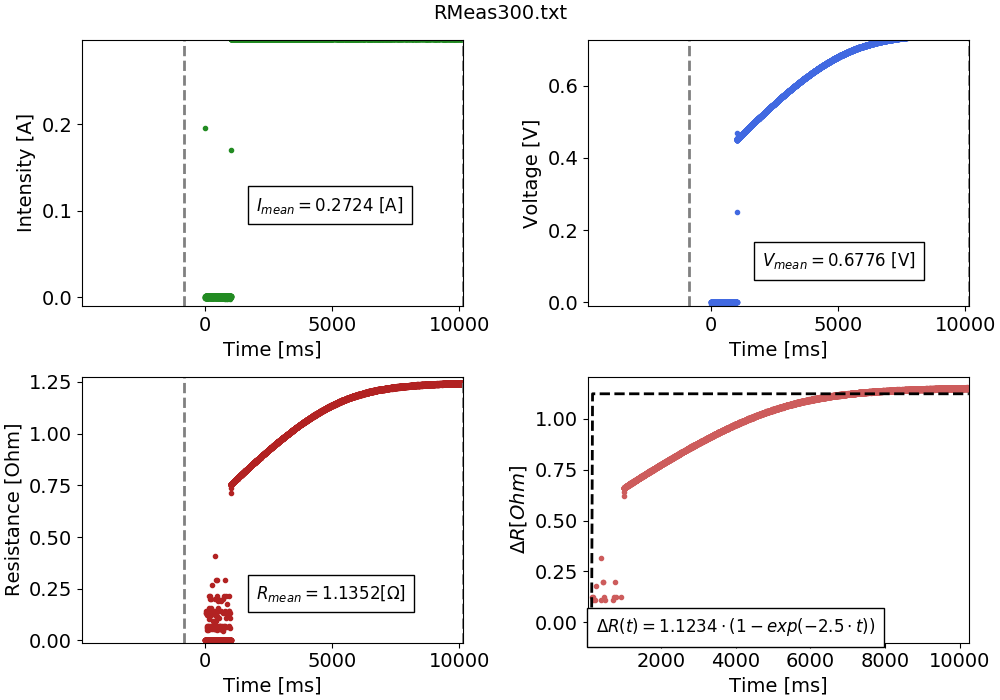 RMeas300.txt
Intensity [A]
0.2
0.1
0.0
I_mean = 0.2724 [A]
0 5000 10000
Time [ms]
Voltage [V]
0.6
0.4
0.2
0.0
V_mean = 0.6776 [V]
0 5000 10000
Time [ms]
Resistance [Ohm]
1.25
1.00
0.75
0.50
0.25
0.00
R_mean = 1.1352[Ω]
0 5000 10000
Time [ms]
ΔR[Ohm]
1.00
0.75
0.50
0.25
0.00
ΔR(t) = 1.1234 · (1 − exp(−2.5 · t))
2000 4000 6000 8000 10000
Time [ms]